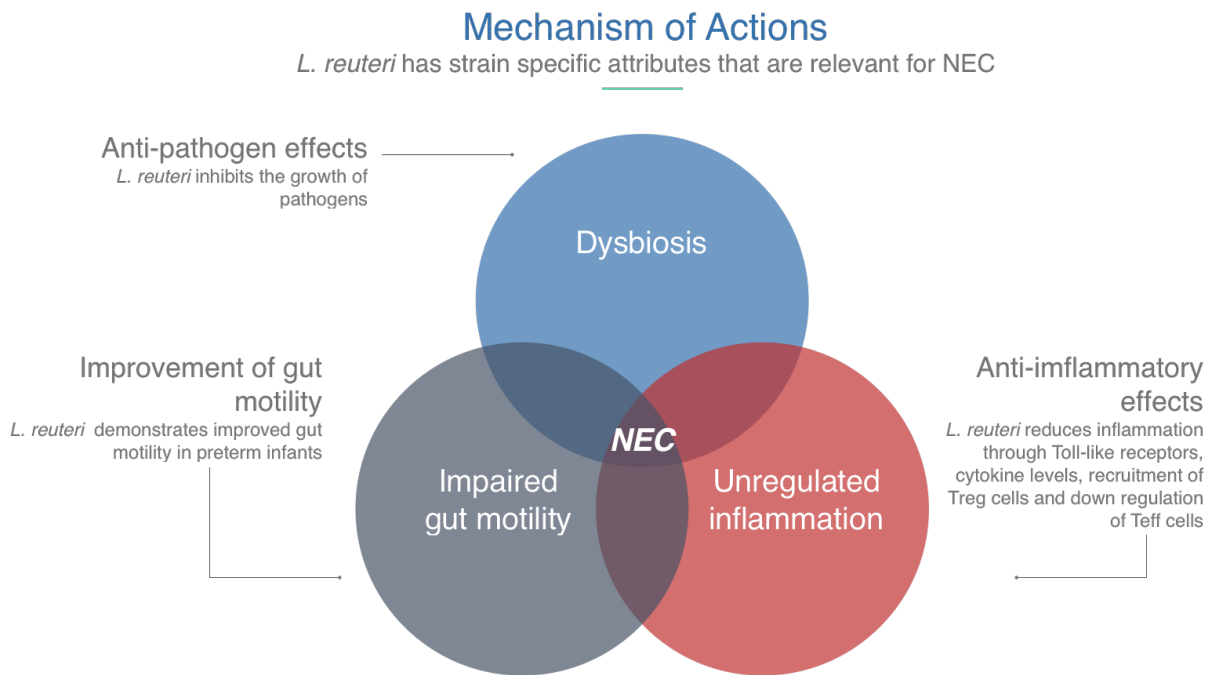 Mechanism of Actions
L. reuteri has strain specific attributes that are relevant for NEC
Anti-pathogen effects
L. reuteri inhibits the growth of
pathogens
Dysbiosis
Improvement of gut
motility
L. reuteri demonstrates improved gut
motility in preterm infants
NEC
Impaired
gut motility
Unregulated
inflammation
Anti-imflammatory
effects
L. reuteri reduces inflammation
through Toll-like receptors,
cytokine levels, recruitment of
Treg cells and down regulation
of Teff cells